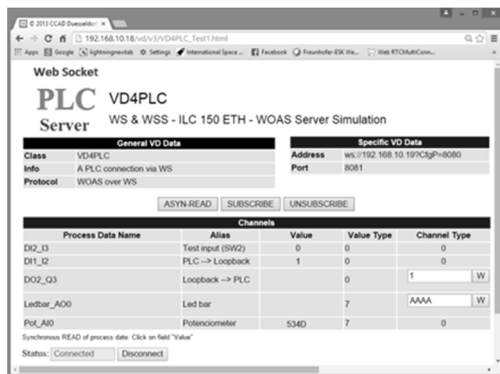 © 2013 CCAD Duesseldorf
192.168.10.18/vd/v3/VD4PLC_Test1.html
Apps Google lightningnewtab Settings International Space... Facebook Fraunhofer-ESK We... Web RTCMultiConn...
Web Socket
PLC
Server
VD4PLC
WS & WSS - ILC 150 ETH - WOAS Server Simulation
General VD Data
Class VD4PLC
Info A PLC connection via WS
Protocol WOAS over WS
Specific VD Data
Address ws://192.168.10.19?CfgP=8080
Port 8081
ASYN-READ SUBSCRIBE UNSUBSCRIBE
Channels
Process Data Name Alias Value Value Type Channel Type
DI2_I3 Test input (SW2) 0 0 0
DI1_I2 PLC --> Loopback 1 0 0
DO2_Q3 Loopback --> PLC 0 1 W
Ledbar_AO0 Led bar 7 AAAA W
Pot_AI0 Potenciometer 534D 7 0
Synchronous READ of process date: Click on field "Value"
Status: Connected Disconnect